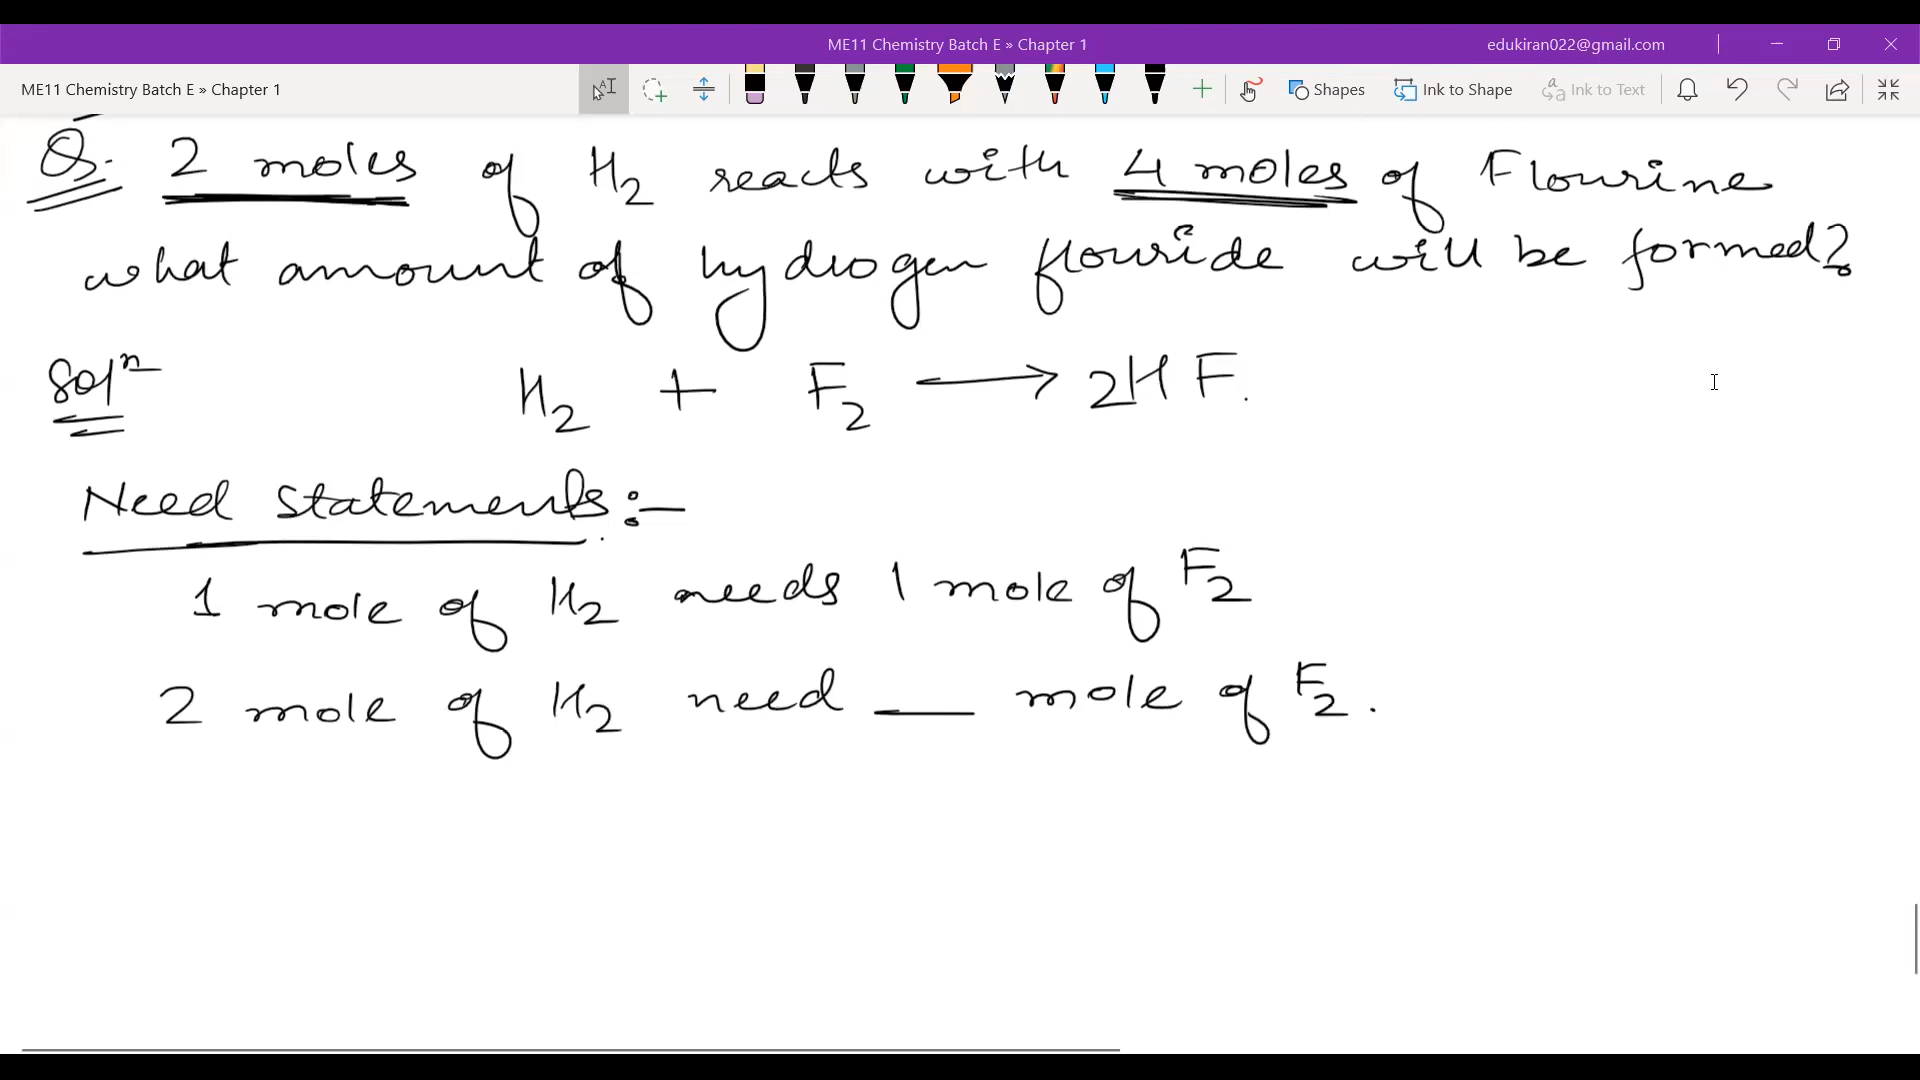 ME11 Chemistry Batch E » Chapter 1
edukiran022@gmail.com
ME11 Chemistry Batch E » Chapter 1
Shapes
Ink to Shape
Ink to Text
Q. 2 moles of H2 reacts with 4 moles of Flourine
what amount of hydrogen flouride will be formed?
Solⁿ
H2 + F2 → 2HF.
Need Statements :-
1 mole of H2 needs 1 mole of F2
2 mole of H2 need ___ mole of F2.